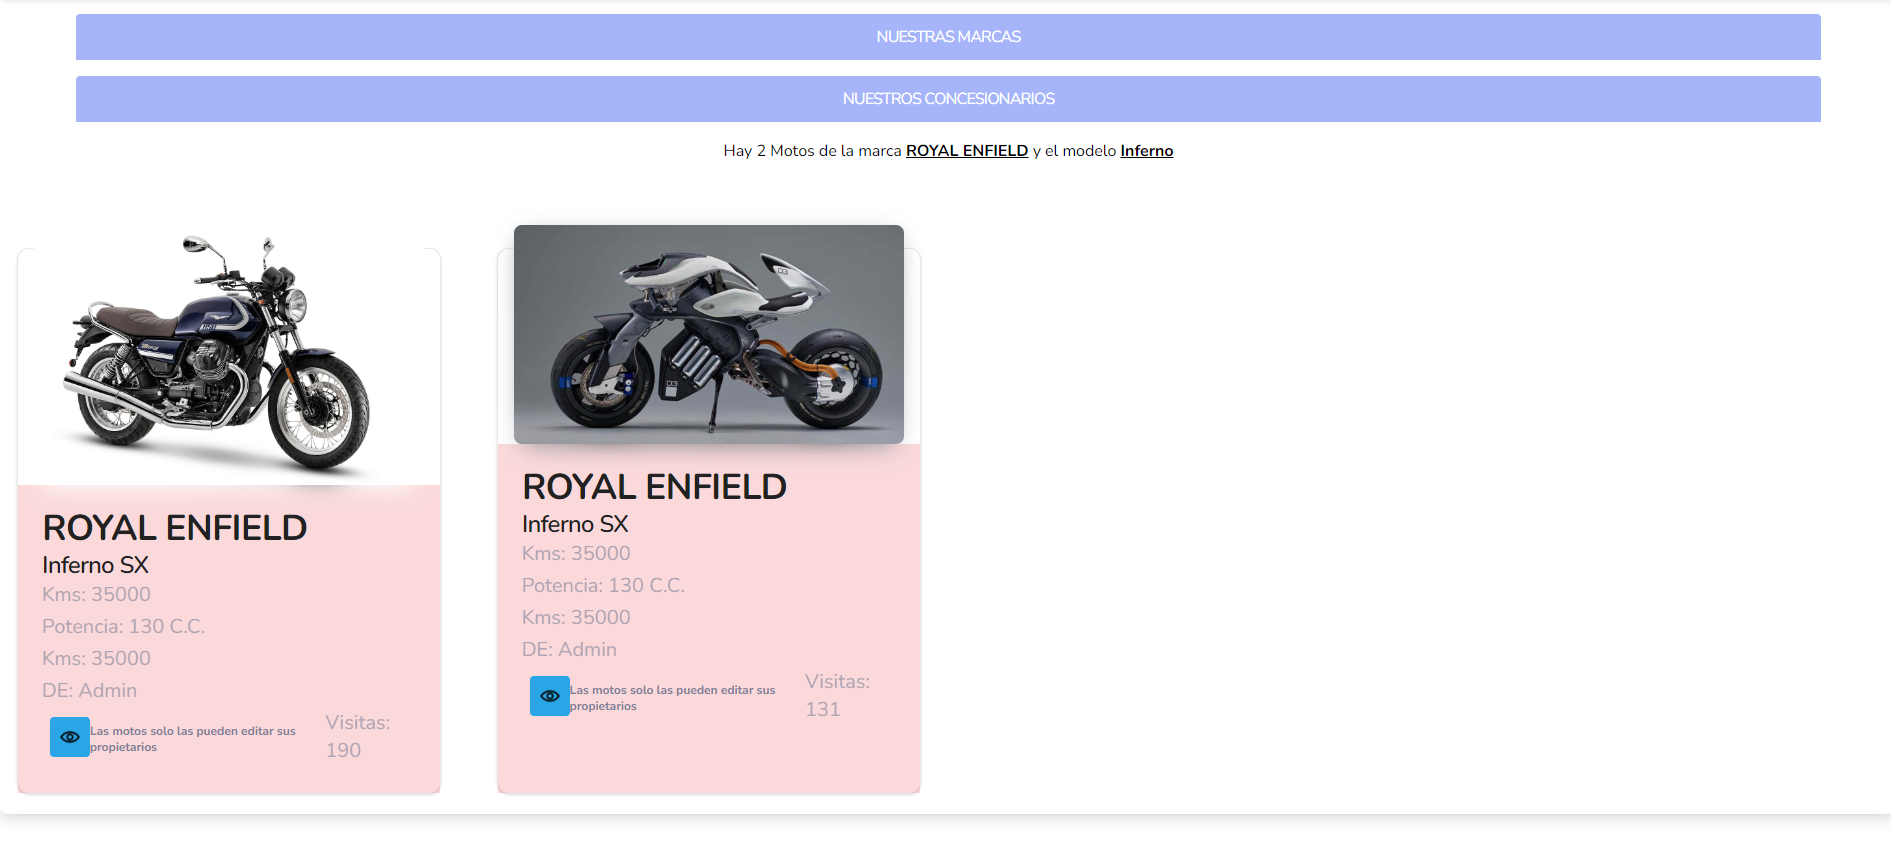 NUESTRAS MARCAS
NUESTROS CONCESIONARIOS
Hay 2 Motos de la marca ROYAL ENFIELD y el modelo Inferno
ROYAL ENFIELD
Inferno SX
Kms: 35000
Potencia: 130 C.C.
Kms: 35000
DE: Admin
Las motos solo las pueden editar sus
propietarios
Visitas:
190
03
03
ROYAL ENFIELD
Inferno SX
Kms: 35000
Potencia: 130 C.C.
Kms: 35000
DE: Admin
Las motos solo las pueden editar sus
propietarios
Visitas:
131